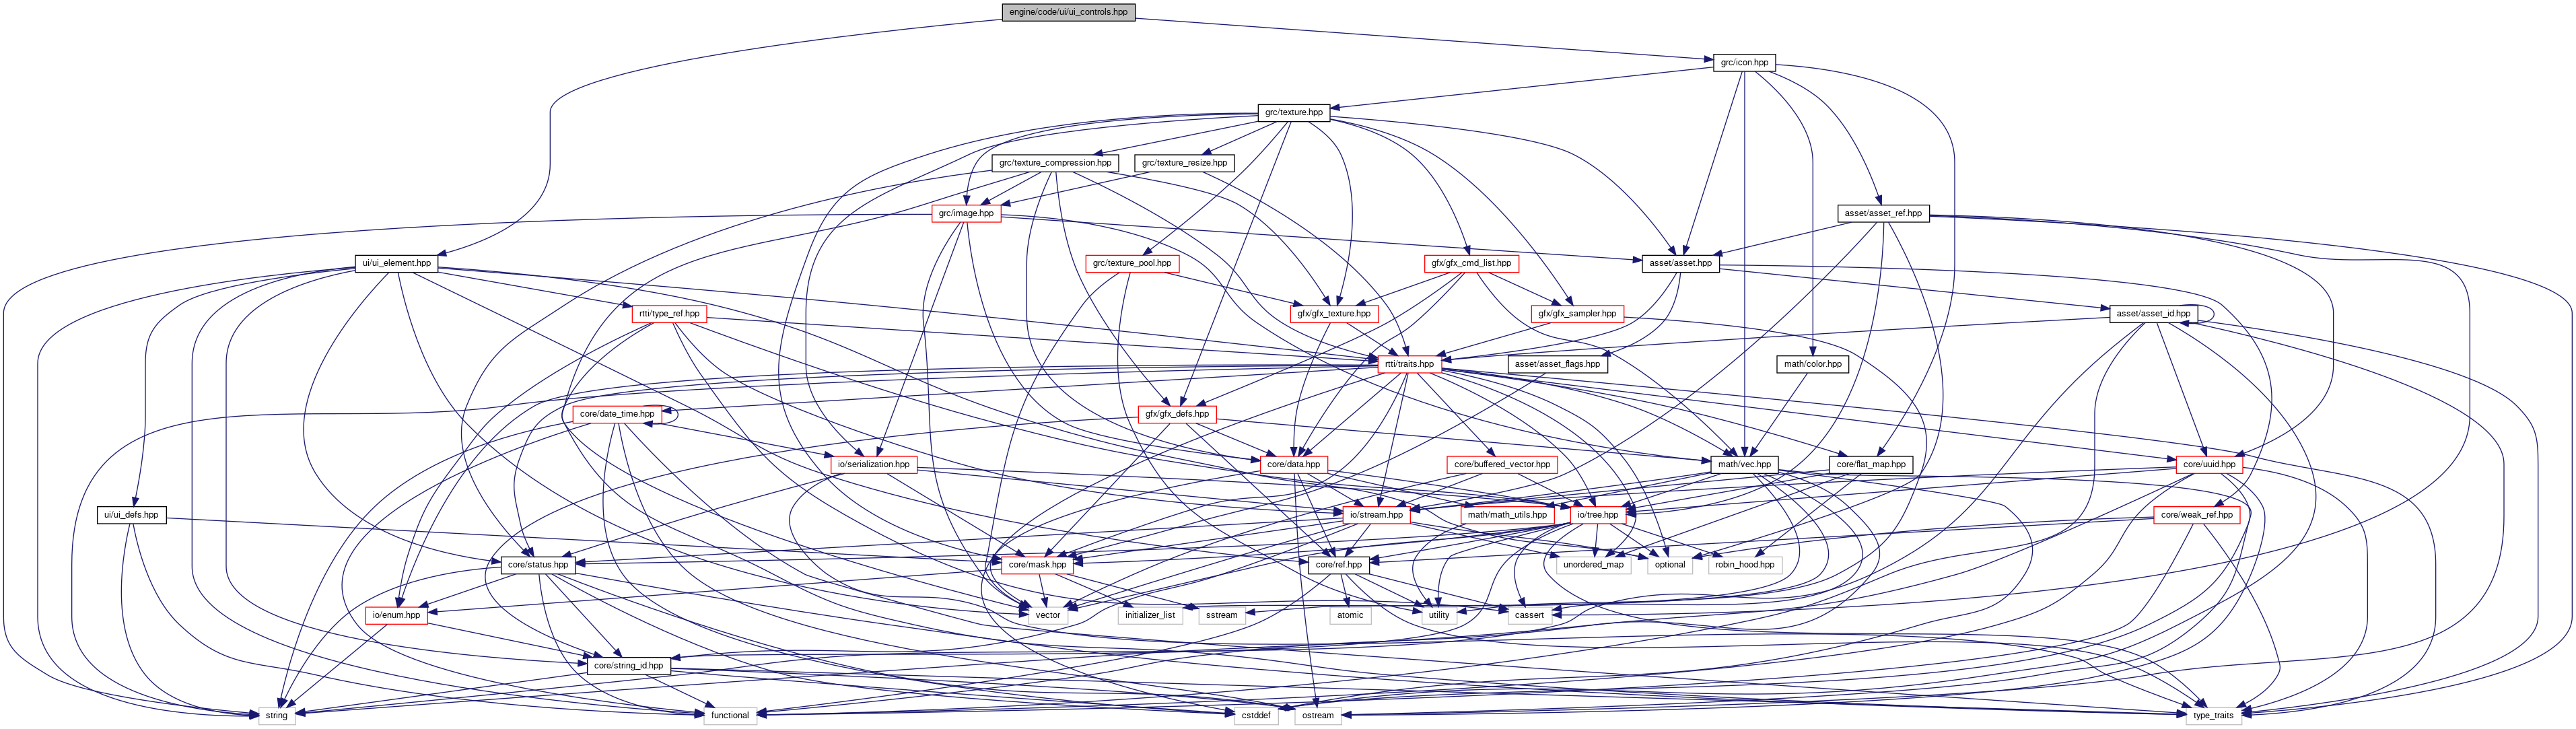 engine/code/ui/ui_controls.hpp
grc/icon.hpp
grc/texture.hpp
grc/texture_compression.hpp
grc/texture_resize.hpp
grc/image.hpp
asset/asset_ref.hpp
ui/ui_element.hpp
grc/texture_pool.hpp
gfx/gfx_cmd_list.hpp
asset/asset.hpp
rtti/type_ref.hpp
gfx/gfx_texture.hpp
gfx/gfx_sampler.hpp
asset/asset_id.hpp
rtti/traits.hpp
asset/asset_flags.hpp
math/color.hpp
core/date_time.hpp
gfx/gfx_defs.hpp
io/serialization.hpp
core/data.hpp
core/buffered_vector.hpp
math/vec.hpp
core/flat_map.hpp
core/uuid.hpp
ui/ui_defs.hpp
io/stream.hpp
math/math_utils.hpp
io/tree.hpp
core/weak_ref.hpp
core/status.hpp
core/mask.hpp
core/ref.hpp
unordered_map
optional
robin_hood.hpp
io/enum.hpp
vector
initializer_list
sstream
atomic
utility
cassert
core/string_id.hpp
string
functional
cstddef
ostream
type_traits